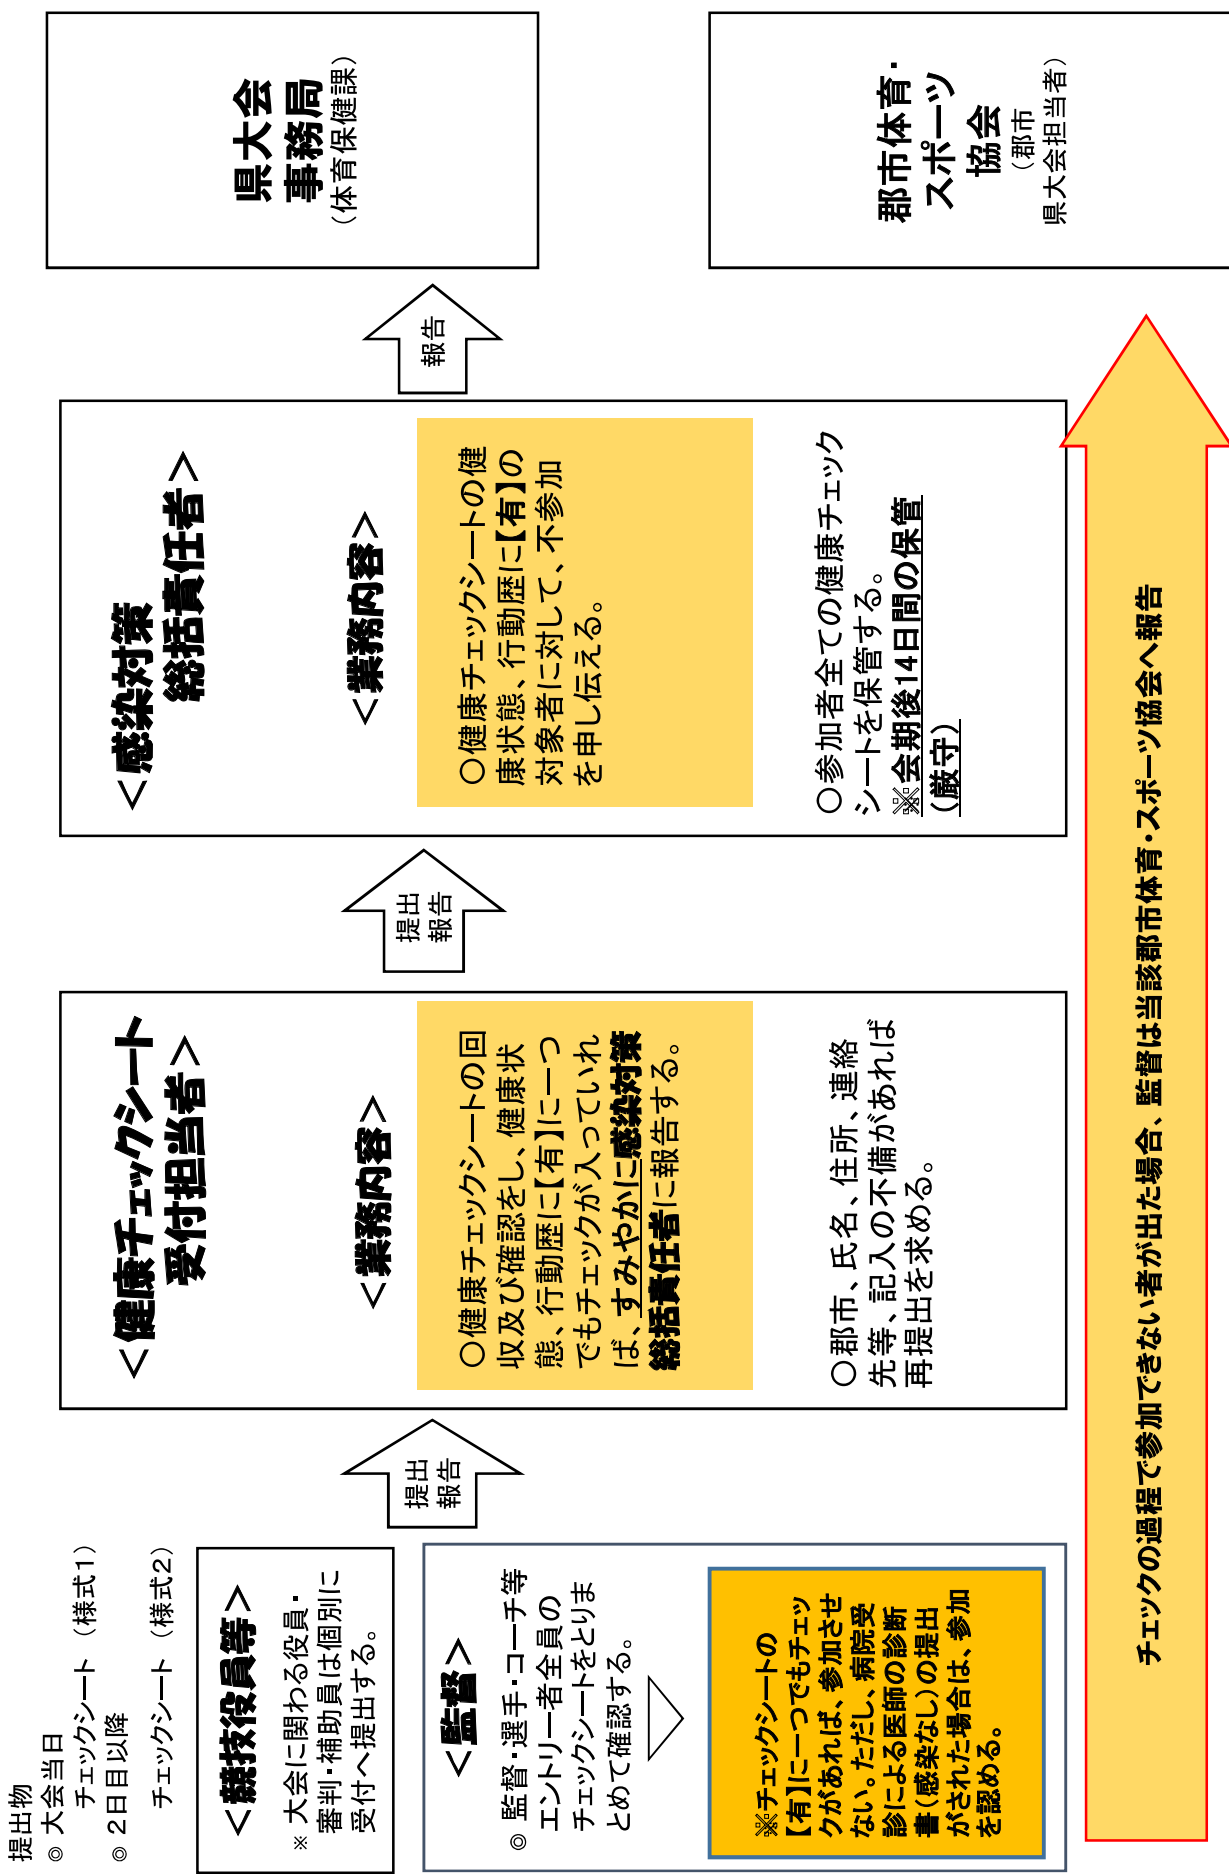 提出物
◎ 大会当日
チェックシート（様式１）
◎ ２日目以降
チェックシート（様式２）
＜競技役員等＞
※ 大会に関わる役員・
審判・補助員は個別に
受付へ提出する。
＜監督＞
◎ 監督・選手・コーチ等
エントリー者全員の
チェックシートをとりま
とめて確認する。
※チェックシートの
【有】に一つでもチェッ
クがあれば、参加させ
ない。ただし、病院受
診による医師の診断
書（感染なし）の提出
がされた場合は、参加
を認める。
提出
報告
＜健康チェックシート
受付担当者＞
＜業務内容＞
○健康チェックシートの回
収及び確認をし、健康状
態、行動歴に【有】に一つ
でもチェックが入っていれ
ば、すみやかに感染対策
総括責任者に報告する。
○郡市、氏名、住所、連絡
先等、記入の不備があれば
再提出を求める。
提出
報告
＜感染対策
総括責任者＞
＜業務内容＞
○健康チェックシートの健
康状態、行動歴に【有】の
対象者に対して、不参加
を申し伝える。
○参加者全ての健康チェック
シートを保管する。
※会期後14日間の保管
（厳守）
報告
県大会
事務局
（体育保健課）
郡市体育・
スポーツ
協会
（郡市
県大会担当者）
チェックの過程で参加できない者が出た場合、監督は当該郡市体育・スポーツ協会へ報告